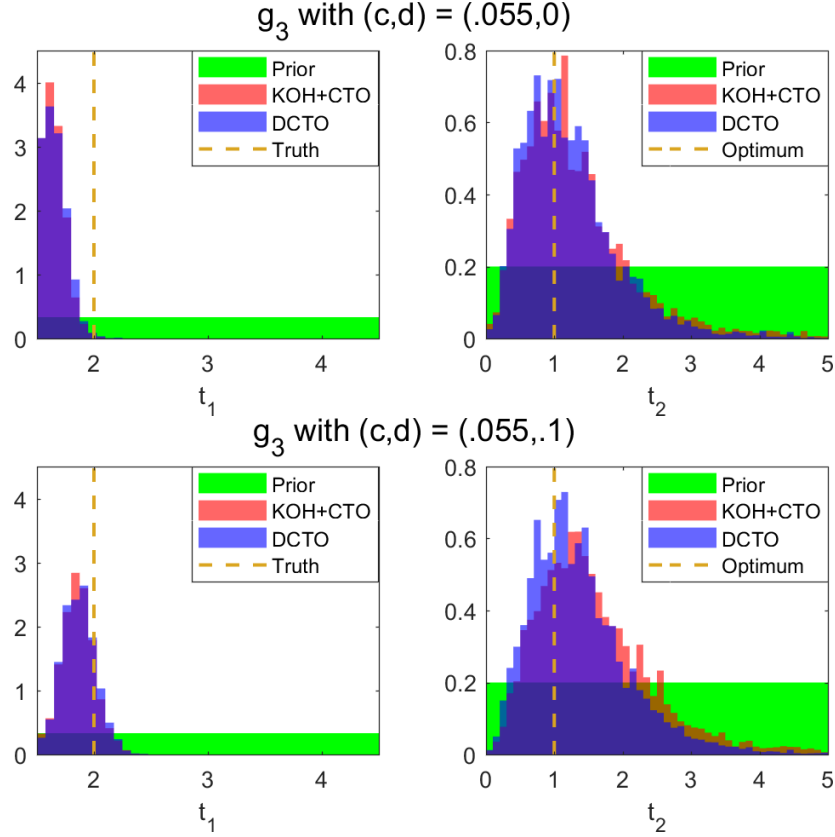 g₃ with (c,d) = (.055,0)
Prior
KOH+CTO
DCTO
Truth
4
3
2
1
0
2
3
4
t₁
Prior
KOH+CTO
DCTO
Optimum
0.8
0.6
0.4
0.2
0
0
1
2
3
4
5
t₂
g₃ with (c,d) = (.055,.1)
Prior
KOH+CTO
DCTO
Truth
4
3
2
1
0
2
3
4
t₁
Prior
KOH+CTO
DCTO
Optimum
0.8
0.6
0.4
0.2
0
0
1
2
3
4
5
t₂